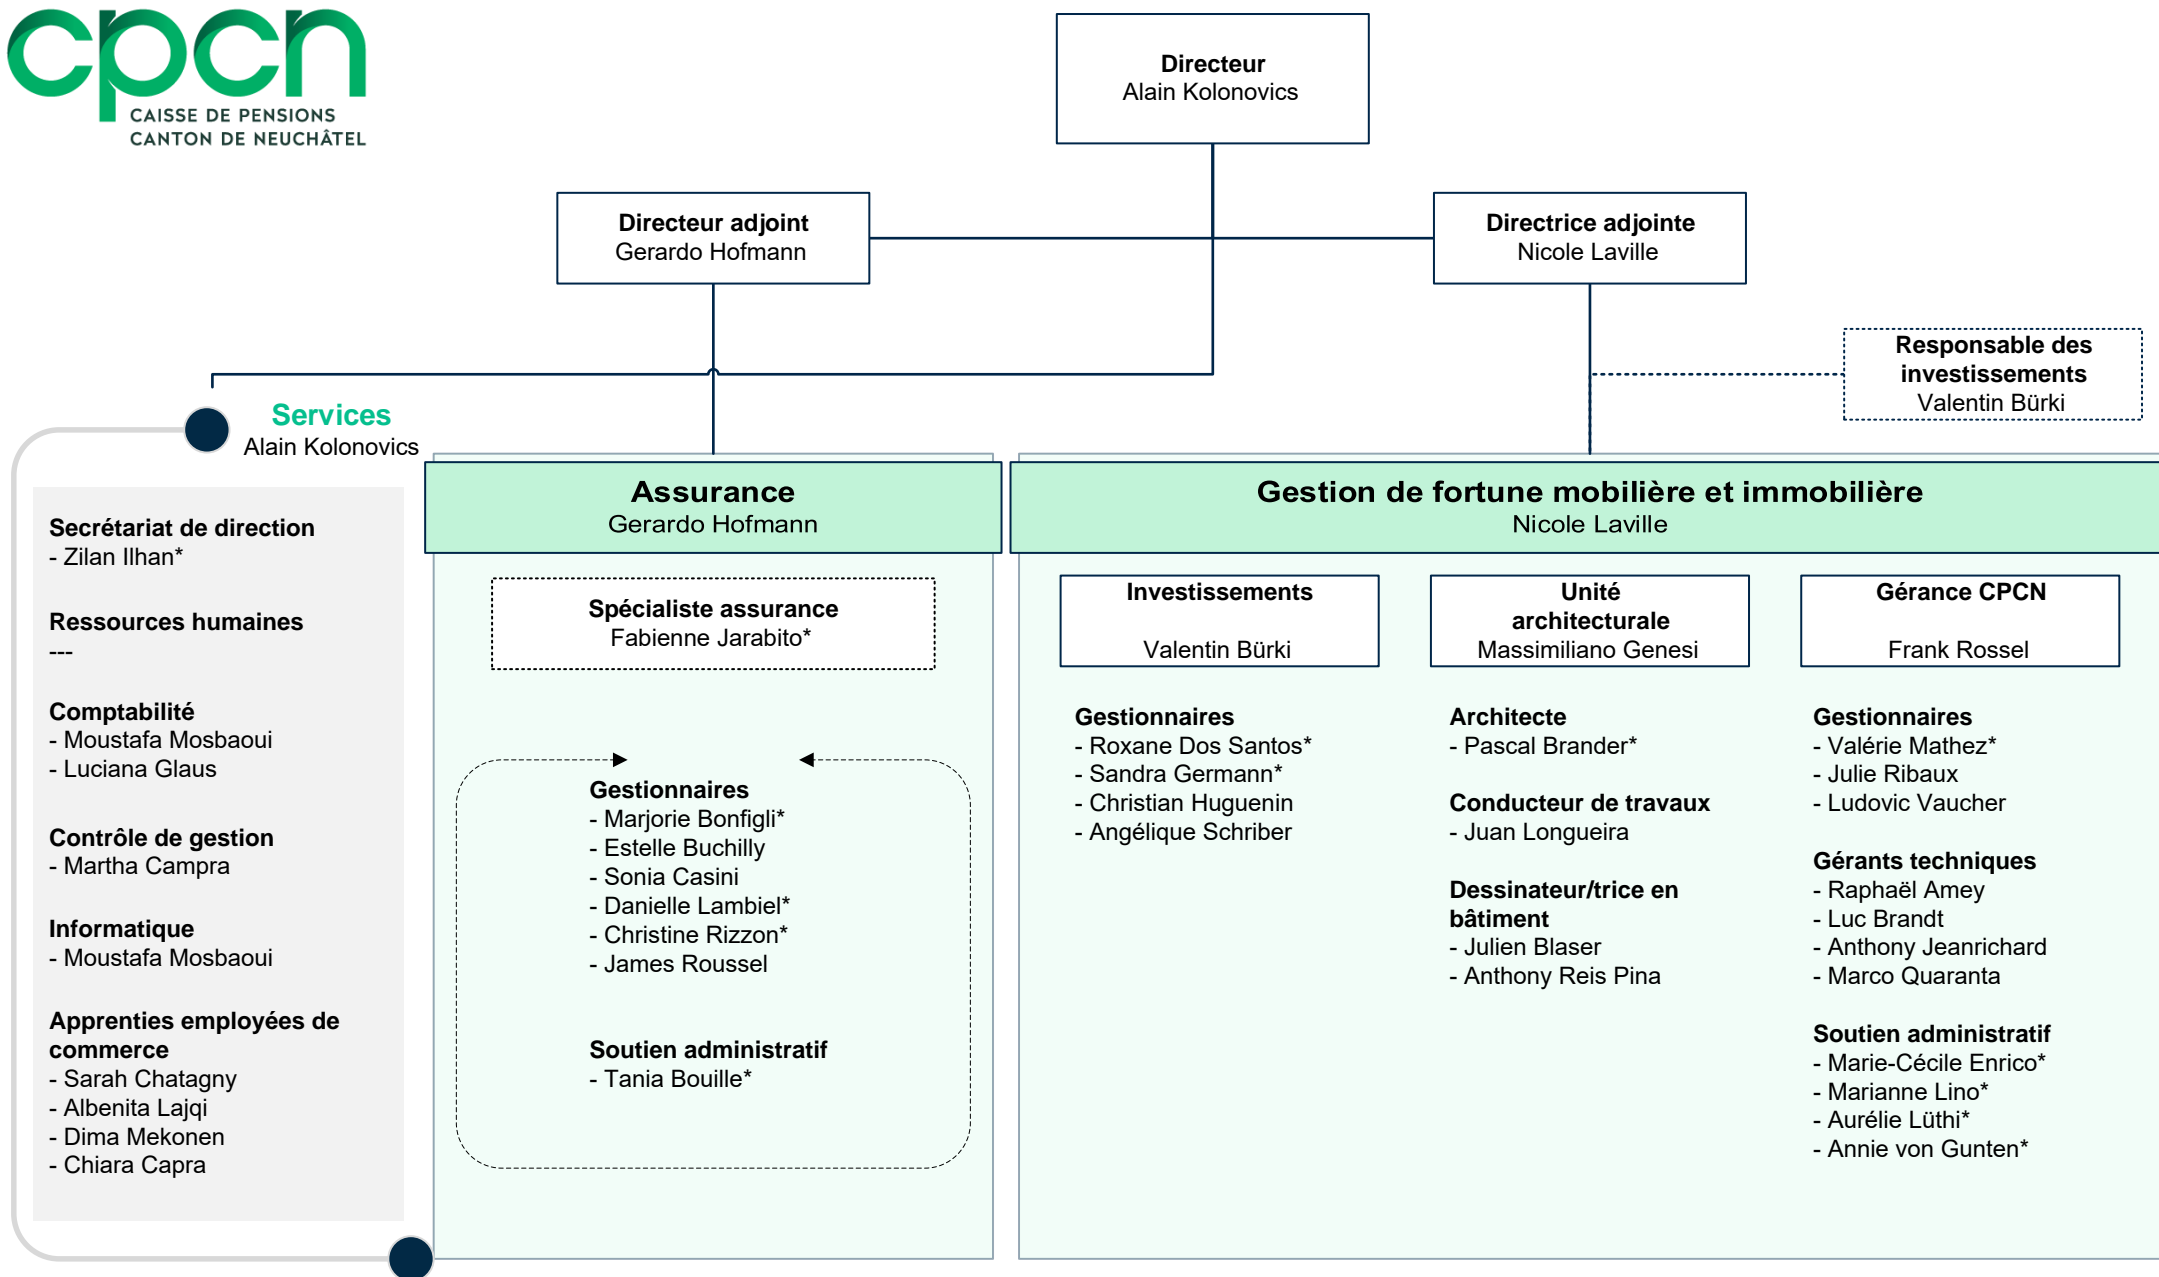 cpcn
CAISSE DE PENSIONS
CANTON DE NEUCHÂTEL
Directeur
Alain Kolonovics
Directeur adjoint
Gerardo Hofmann
Directrice adjointe
Nicole Laville
Responsable des
investissements
Valentin Bürki
Services
Alain Kolonovics
Secrétariat de direction
- Zilan Ilhan*
Ressources humaines
---
Comptabilité
- Moustafa Mosbaoui
- Luciana Glaus
Contrôle de gestion
- Martha Campra
Informatique
- Moustafa Mosbaoui
Apprenties employées de
commerce
- Sarah Chatagny
- Albenita Lajqi
- Dima Mekonen
- Chiara Capra
Assurance
Gerardo Hofmann
Spécialiste assurance
Fabienne Jarabito*
Gestionnaires
- Marjorie Bonfigli*
- Estelle Buchilly
- Sonia Casini
- Danielle Lambiel*
- Christine Rizzon*
- James Roussel
Soutien administratif
- Tania Bouille*
Gestion de fortune mobilière et immobilière
Nicole Laville
Investissements
Valentin Bürki
Gestionnaires
- Roxane Dos Santos*
- Sandra Germann*
- Christian Huguenin
- Angélique Schriber
Unité
architecturale
Massimiliano Genesi
Architecte
- Pascal Brander*
Conducteur de travaux
- Juan Longueira
Dessinateur/trice en
bâtiment
- Julien Blaser
- Anthony Reis Pina
Gérance CPCN
Frank Rossel
Gestionnaires
- Valérie Mathez*
- Julie Ribaux
- Ludovic Vaucher
Gérants techniques
- Raphaël Amey
- Luc Brandt
- Anthony Jeanrichard
- Marco Quaranta
Soutien administratif
- Marie-Cécile Enrico*
- Marianne Lino*
- Aurélie Lüthi*
- Annie von Gunten*